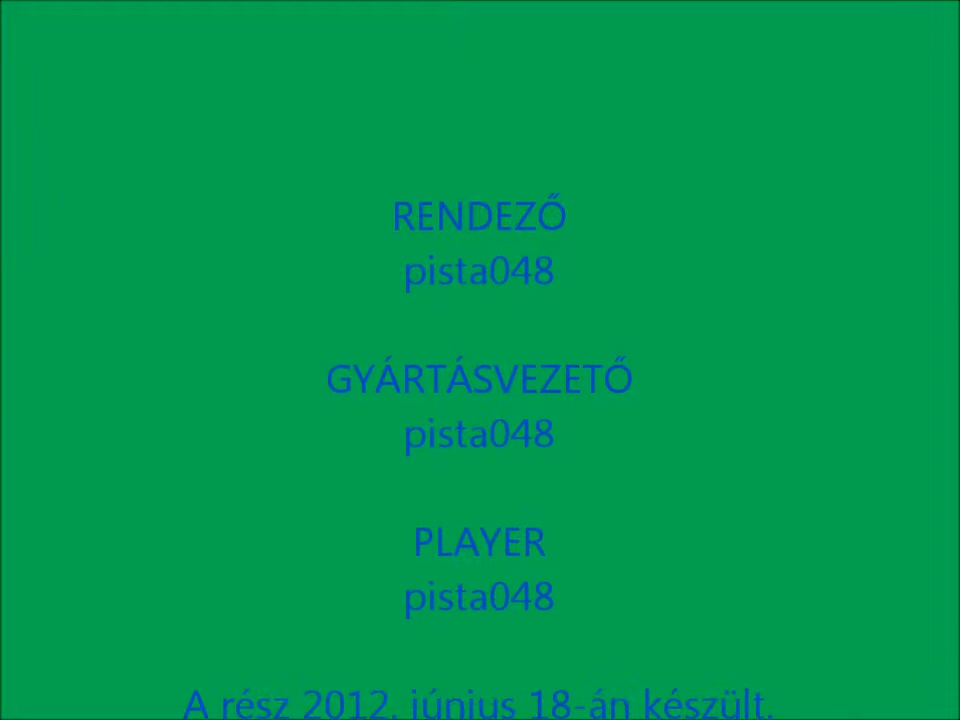 RENDEZŐ
pista048
GYÁRTÁSVEZETŐ
pista048
PLAYER
pista048
A rész 2012. június 18-án készült.